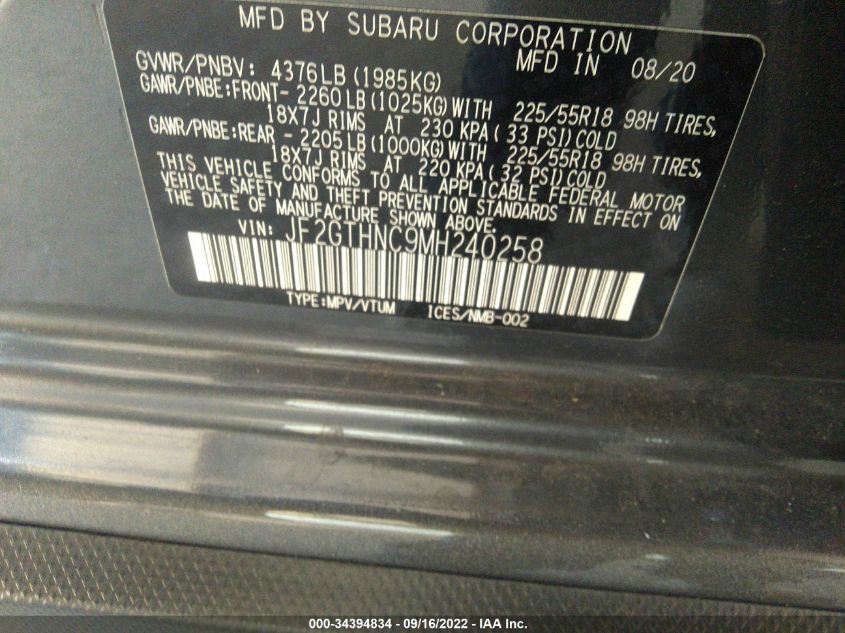 MFD BY SUBARU CORPORATION
MFD IN 08/20
GVWR/PNBV: 4376LB(1985KG)
GAWR/PNBE:FRONT- 2260LB(1025KG)WITH 225/55R18 98H TIRES,
18X7J RIMS AT 230 KPA(33 PSI)COLD
GAWR/PNBE:REAR - 2205LB(1000KG)WITH 225/55R18 98H TIRES,
18X7J RIMS AT 220 KPA(32 PSI)COLD
THIS VEHICLE CONFORMS TO ALL APPLICABLE FEDERAL MOTOR
VEHICLE SAFETY AND THEFT PREVENTION STANDARDS IN EFFECT ON
THE DATE OF MANUFACTURE SHOWN ABOVE.
VIN: JF2GTHNC9MH240258
TYPE:MPV/VTUM ICES/NMB-002
000-34394834 - 09/16/2022 - IAA Inc.